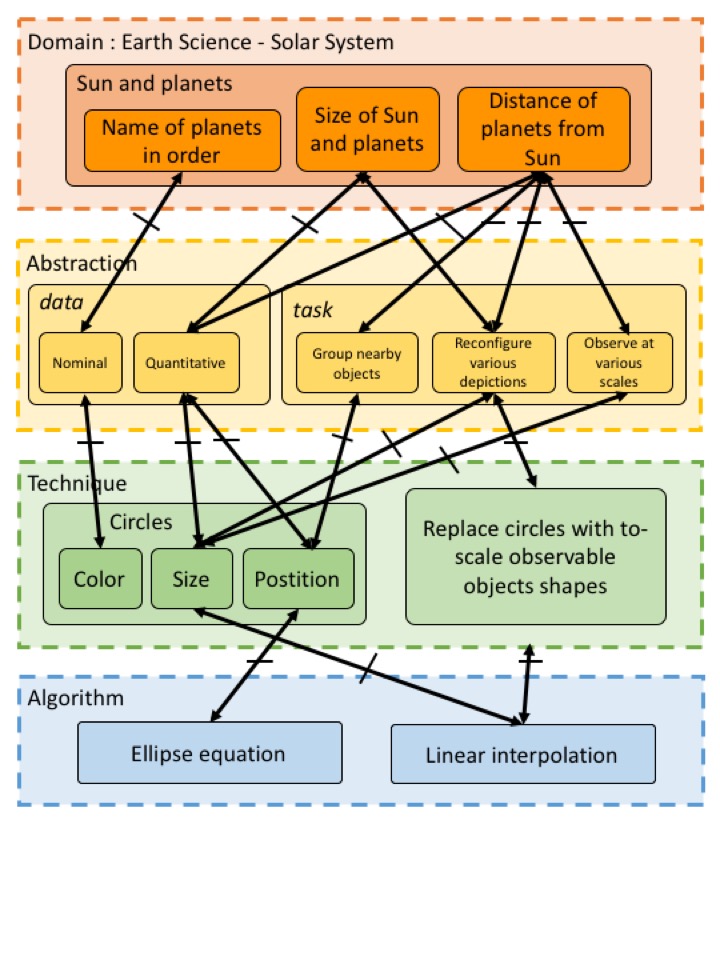 Domain : Earth Science - Solar System
Sun and planets
Name of planets
in order
Size of Sun
and planets
Distance of
planets from
Sun
Abstraction
data
Nominal
Quantitative
task
Group nearby
objects
Reconfigure
various
depictions
Observe at
various
scales
Technique
Circles
Color
Size
Postition
Replace circles with to-
scale observable
objects shapes
Algorithm
Ellipse equation
Linear interpolation